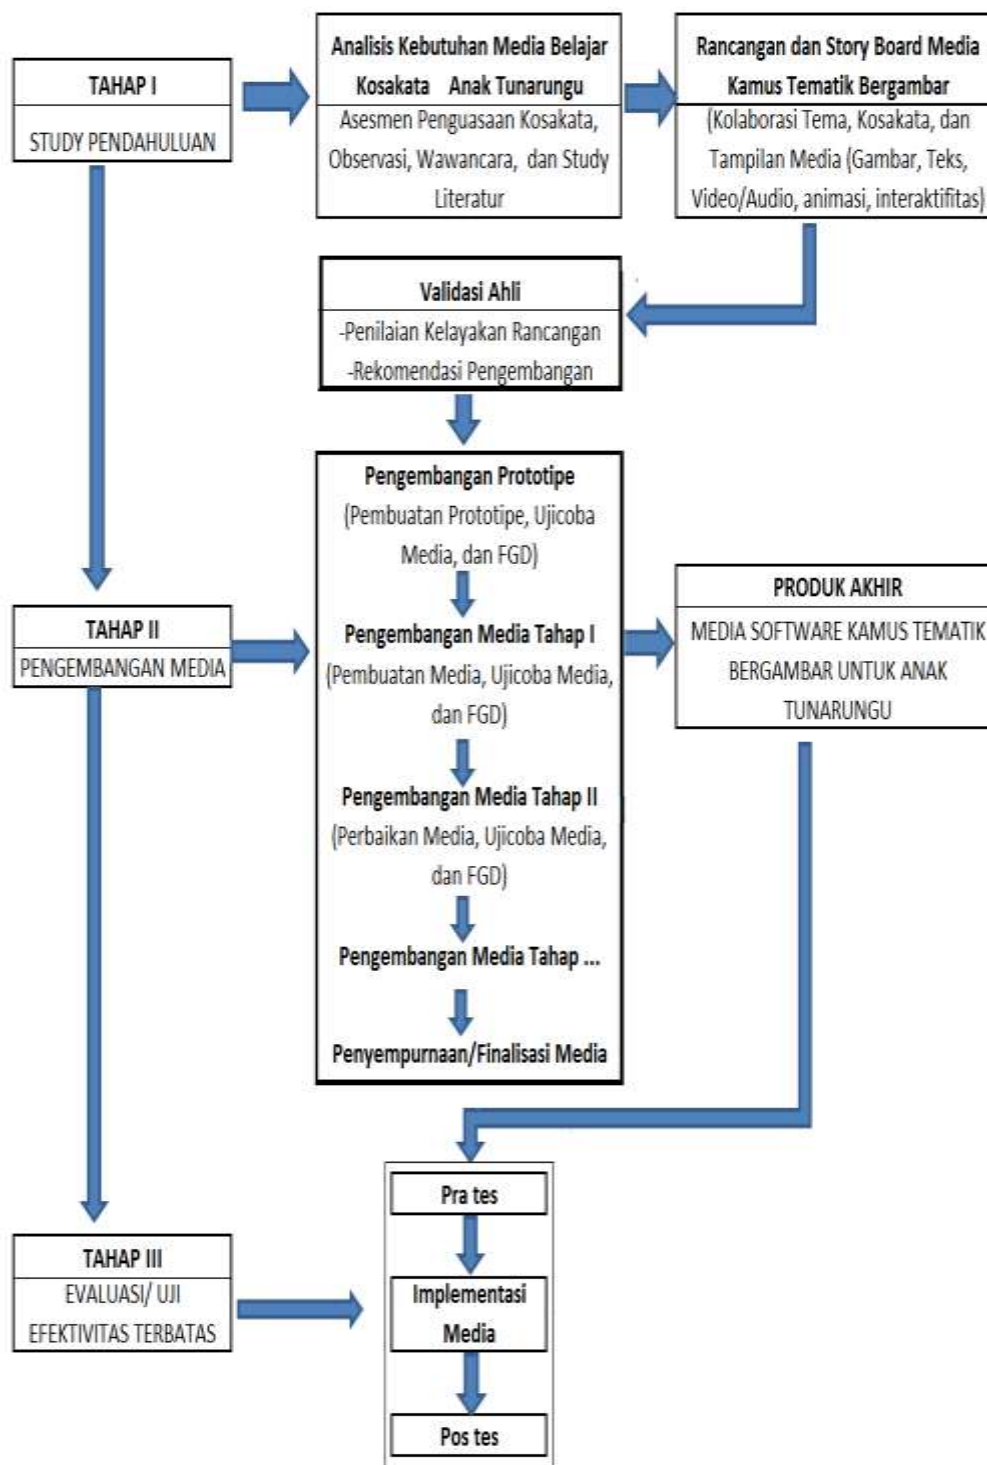 TAHAP I
STUDY PENDAHULUAN
Analisis Kebutuhan Media Belajar
Kosakata Anak Tunarungu
Asesmen Penguasaan Kosakata,
Observasi, Wawancara, dan Study
Literatur
Rancangan dan Story Board Media
Kamus Tematik Bergambar
(Kolaborasi Tema, Kosakata, dan
Tampilan Media (Gambar, Teks,
Video/Audio, animasi, interaktifitas)
Validasi Ahli
-Penilaian Kelayakan Rancangan
-Rekomendasi Pengembangan
TAHAP II
PENGEMBANGAN MEDIA
Pengembangan Prototipe
(Pembuatan Prototipe, Ujicoba
Media, dan FGD)
Pengembangan Media Tahap I
(Pembuatan Media, Ujicoba Media,
dan FGD)
Pengembangan Media Tahap II
(Perbaikan Media, Ujicoba Media,
dan FGD)
Pengembangan Media Tahap ...
Penyempurnaan/Finalisasi Media
PRODUK AKHIR
MEDIA SOFTWARE KAMUS TEMATIK
BERGAMBAR UNTUK ANAK
TUNARUNGU
TAHAP III
EVALUASI/ UJI
EFEKTIVITAS TERBATAS
Pra tes
Implementasi
Media
Pos tes